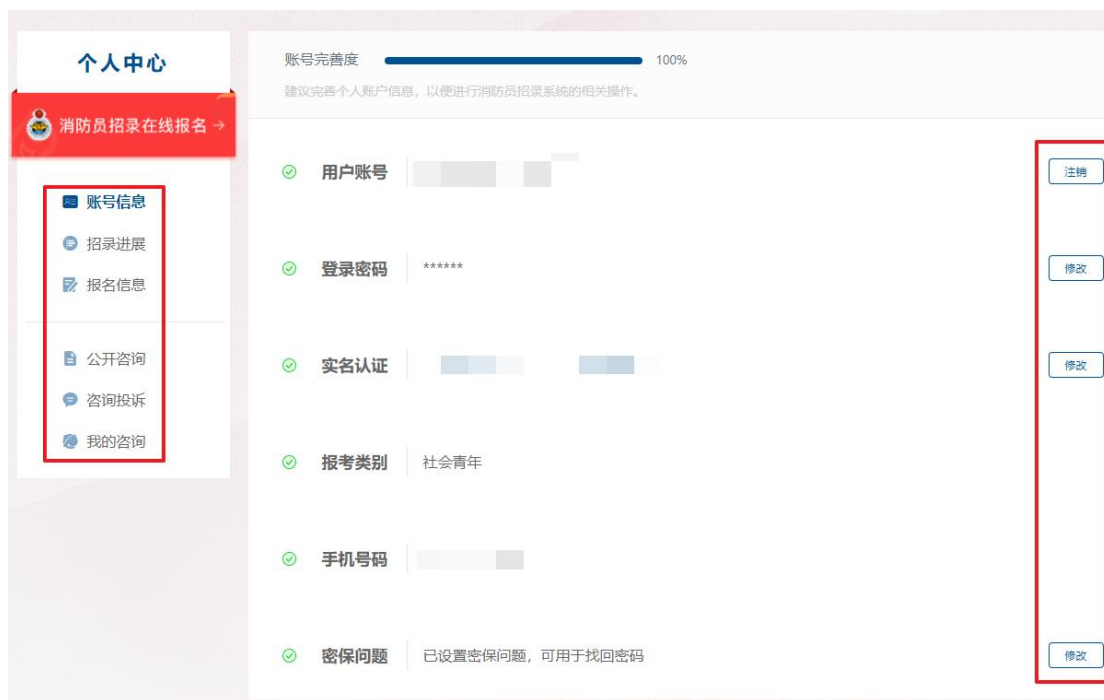 个人中心
消防员招录在线报名→
账号信息
招录进展
报名信息
公开咨询
咨询投诉
我的咨询
账号完善度 100%
建议完善个人账户信息，以便进行消防员招录系统的相关操作。
用户账号 注销
登录密码 ****** 修改
实名认证 修改
报考类别 社会青年
手机号码
密保问题 已设置密保问题，可用于找回密码 修改